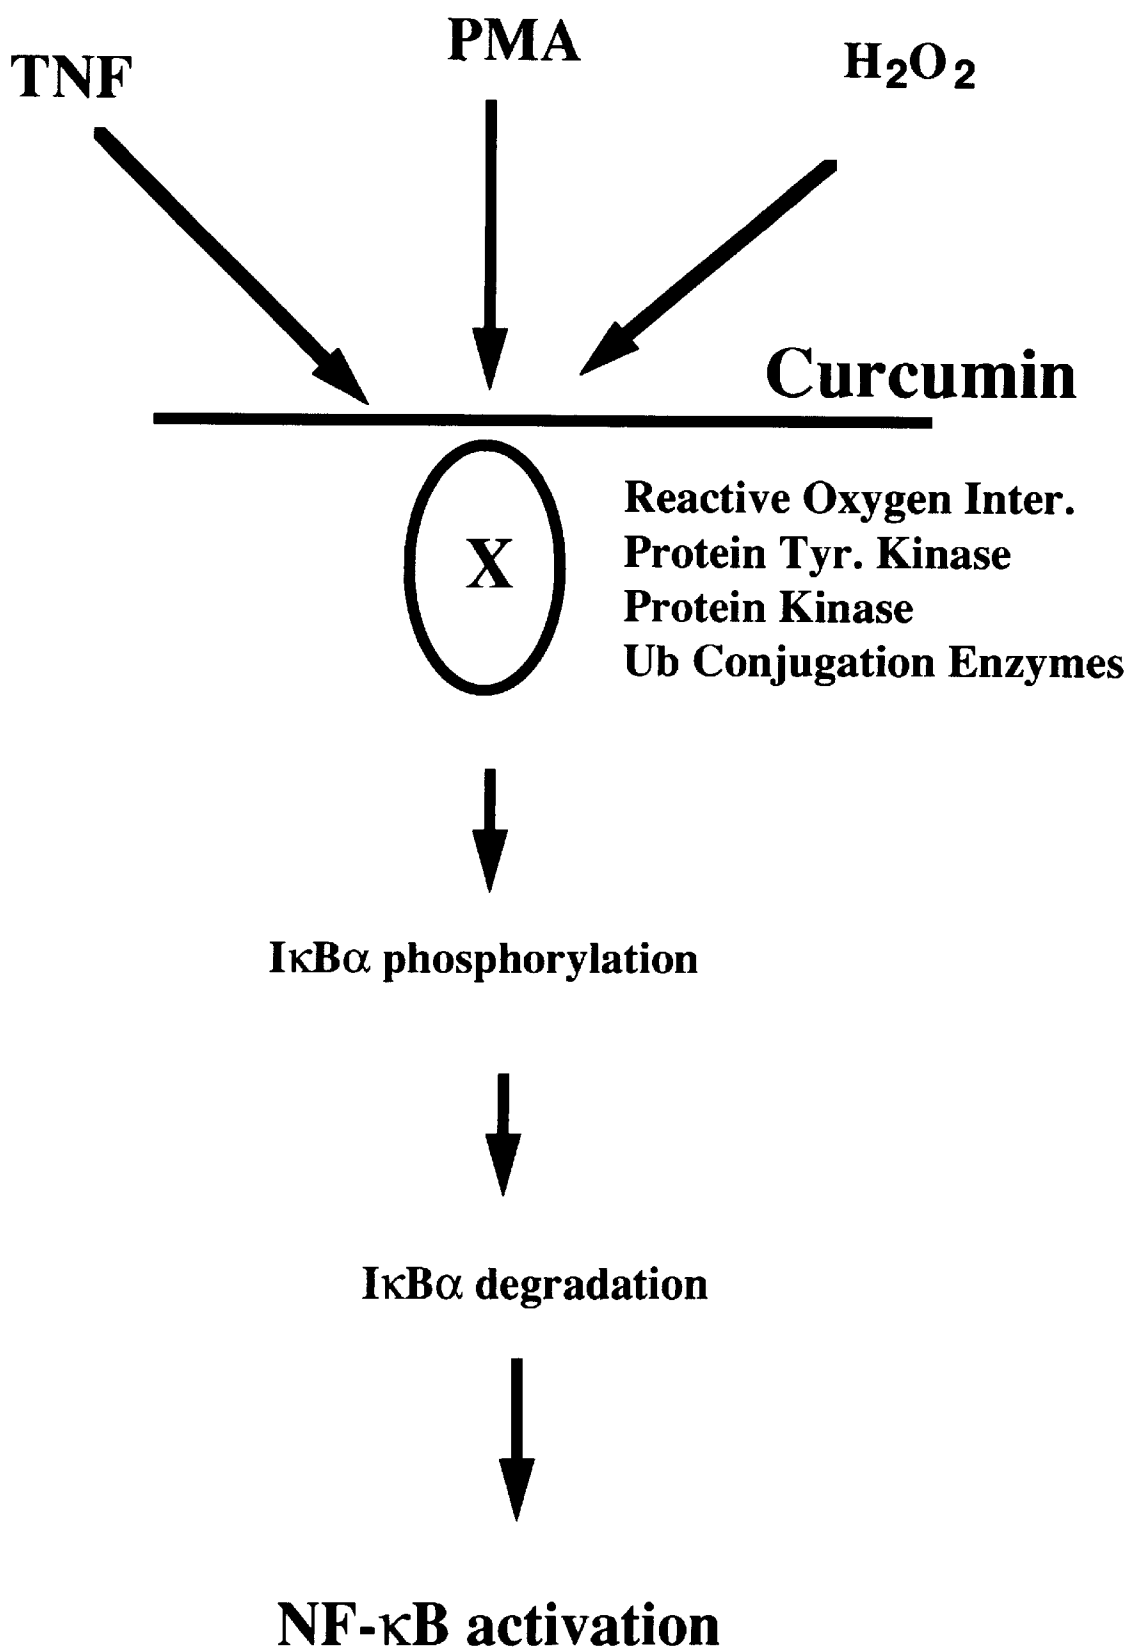 TNF
PMA
H₂O₂
Curcumin
X
Reactive Oxygen Inter.
Protein Tyr. Kinase
Protein Kinase
Ub Conjugation Enzymes
IκBα phosphorylation
IκBα degradation
NF-κB activation